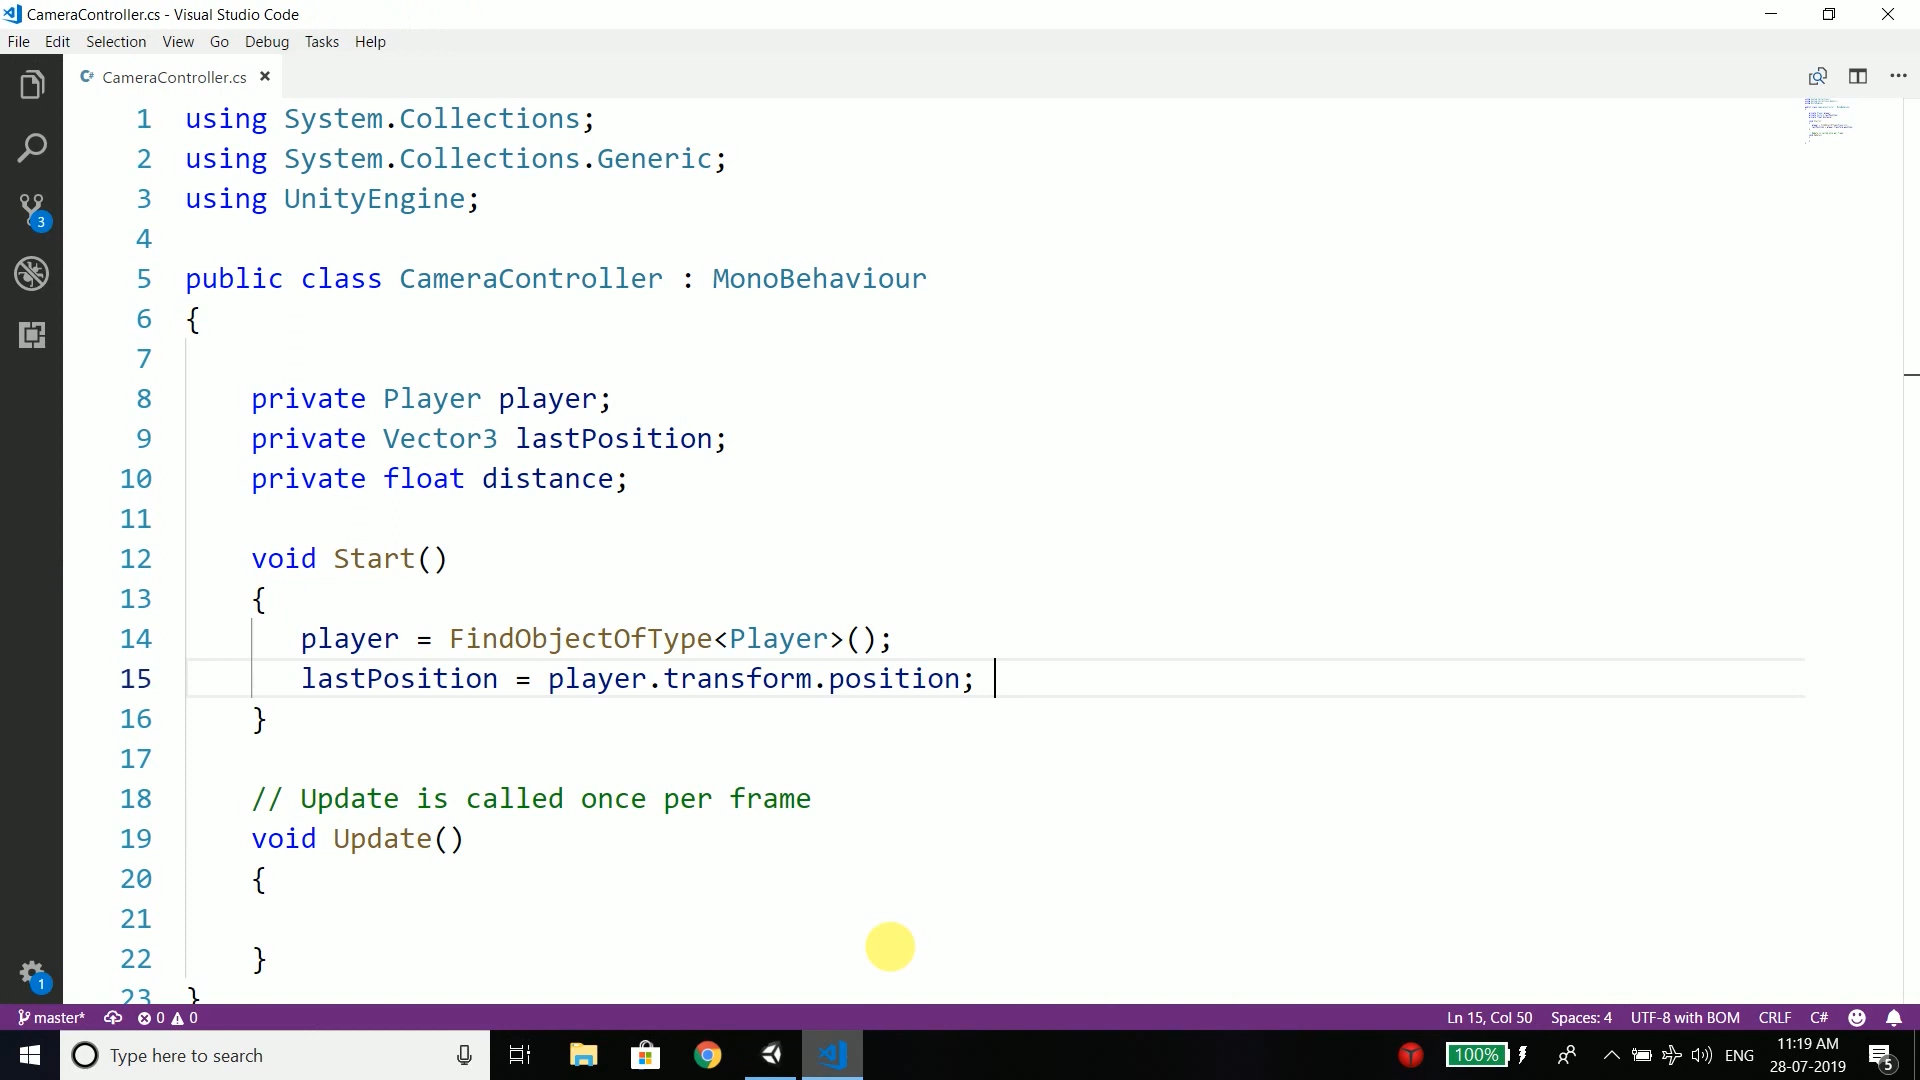 CameraController.cs - Visual Studio Code
File Edit Selection View Go Debug Tasks Help
CameraController.cs
1 using System.Collections;
2 using System.Collections.Generic;
3 using UnityEngine;
4
5 public class CameraController : MonoBehaviour
6 {
7
8 private Player player;
9 private Vector3 lastPosition;
10 private float distance;
11
12 void Start()
13 {
14 player = FindObjectOfType<Player>();
15 lastPosition = player.transform.position;
16 }
17
18 // Update is called once per frame
19 void Update()
20 {
21
22 }
23 }
3
1
master* 0 0 Ln 15, Col 50 Spaces: 4 UTF-8 with BOM CRLF C#
Type here to search 100% ENG 11:19 AM 28-07-2019 5